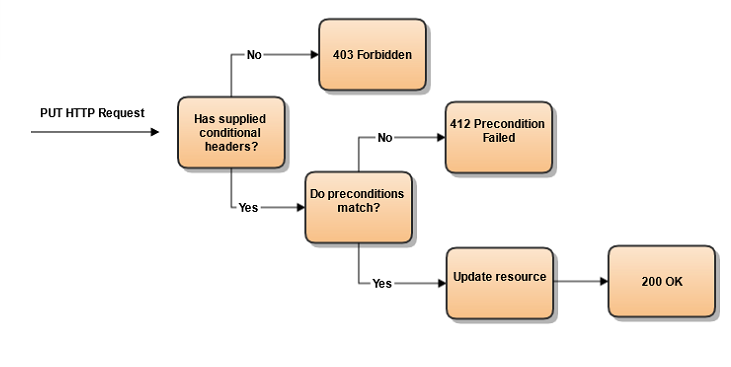 No
403 Forbidden
PUT HTTP Request
Has supplied
conditional
headers?
412 Precondition
Failed
No
Yes
Do preconditions
match?
Yes
Update resource
200 OK